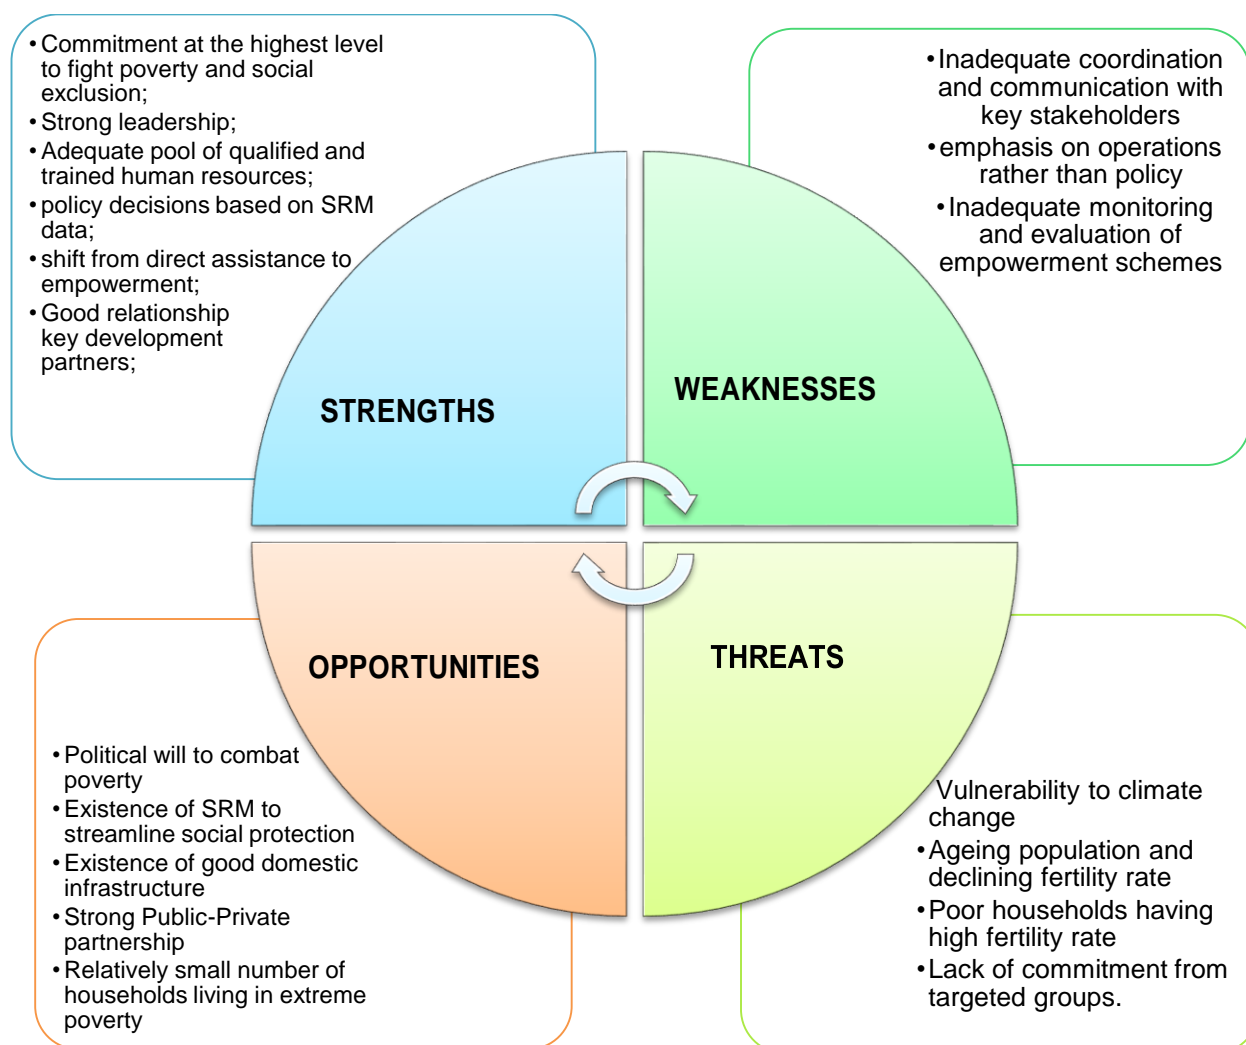 • Commitment at the highest level
to fight poverty and social
exclusion;
• Strong leadership;
• Adequate pool of qualified and
trained human resources;
• policy decisions based on SRM
data;
• shift from direct assistance to
empowerment;
• Good relationship
key development
partners;
STRENGTHS
• Inadequate coordination
and communication with
key stakeholders
• emphasis on operations
rather than policy
• Inadequate monitoring
and evaluation of
empowerment schemes
WEAKNESSES
OPPORTUNITIES
• Political will to combat
poverty
• Existence of SRM to
streamline social protection
• Existence of good domestic
infrastructure
• Strong Public-Private
partnership
• Relatively small number of
households living in extreme
poverty
THREATS
Vulnerability to climate
change
• Ageing population and
declining fertility rate
• Poor households having
high fertility rate
• Lack of commitment from
targeted groups.